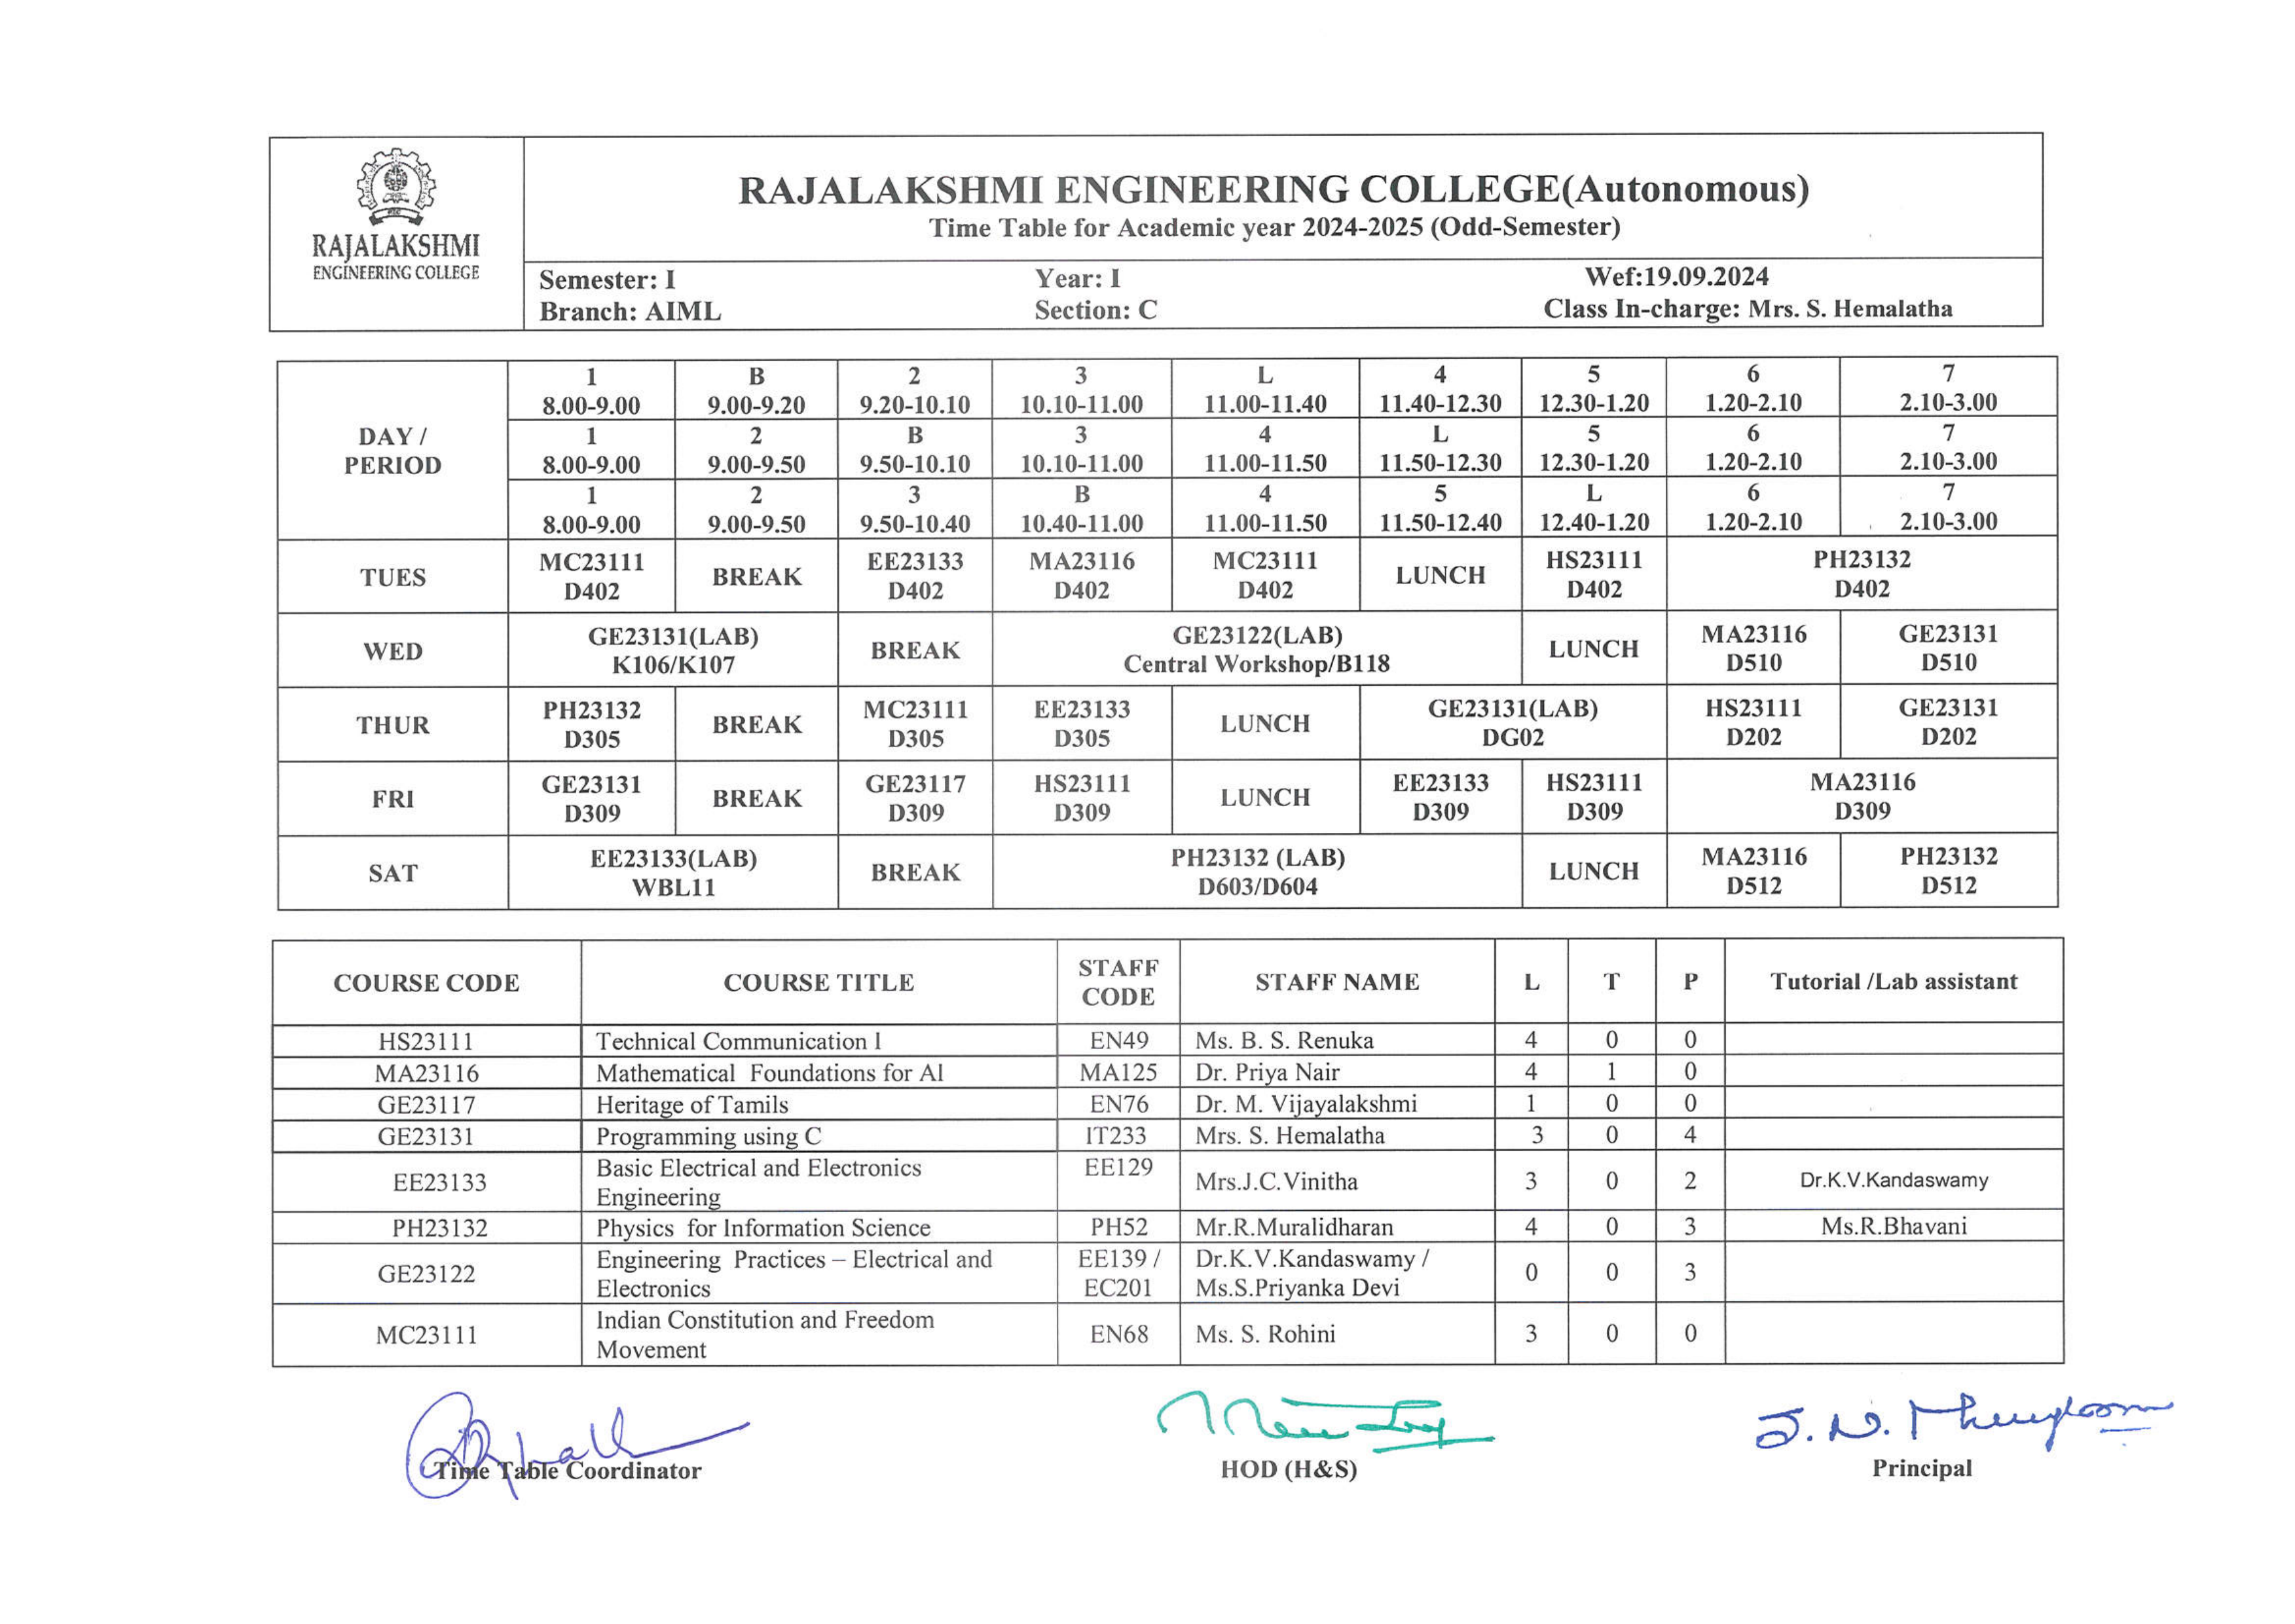 RAJALAKSHMI
ENGINEERING COLLEGE
RAJALAKSHMI ENGINEERING COLLEGE(Autonomous)
Time Table for Academic year 2024-2025 (Odd-Semester)
Semester: I Year: I Wef:19.09.2024
Branch: AIML Section: C Class In-charge: Mrs. S. Hemalatha
DAY / PERIOD
1 B 2 3 L 4 5 6 7
8.00-9.00 9.00-9.20 9.20-10.10 10.10-11.00 11.00-11.40 11.40-12.30 12.30-1.20 1.20-2.10 2.10-3.00
1 2 B 3 4 L 5 6 7
8.00-9.00 9.00-9.50 9.50-10.10 10.10-11.00 11.00-11.50 11.50-12.30 12.30-1.20 1.20-2.10 2.10-3.00
1 2 3 B 4 5 L 6 7
8.00-9.00 9.00-9.50 9.50-10.40 10.40-11.00 11.00-11.50 11.50-12.40 12.40-1.20 1.20-2.10 2.10-3.00
TUES MC23111 D402 BREAK EE23133 D402 MA23116 D402 MC23111 D402 LUNCH HS23111 D402 PH23132 D402
WED GE23131(LAB) K106/K107 BREAK GE23122(LAB) Central Workshop/B118 LUNCH MA23116 D510 GE23131 D510
THUR PH23132 D305 BREAK MC23111 D305 EE23133 D305 LUNCH GE23131(LAB) DG02 HS23111 D202 GE23131 D202
FRI GE23131 D309 BREAK GE23117 D309 HS23111 D309 LUNCH EE23133 D309 HS23111 D309 MA23116 D309
SAT EE23133(LAB) WBL11 BREAK PH23132 (LAB) D603/D604 LUNCH MA23116 D512 PH23132 D512
COURSE CODE COURSE TITLE STAFF CODE STAFF NAME L T P Tutorial /Lab assistant
HS23111 Technical Communication I EN49 Ms. B. S. Renuka 4 0 0
MA23116 Mathematical Foundations for AI MA125 Dr. Priya Nair 4 1 0
GE23117 Heritage of Tamils EN76 Dr. M. Vijayalakshmi 1 0 0
GE23131 Programming using C IT233 Mrs. S. Hemalatha 3 0 4
EE23133 Basic Electrical and Electronics Engineering EE129 Mrs.J.C.Vinitha 3 0 2 Dr.K.V.Kandaswamy
PH23132 Physics for Information Science PH52 Mr.R.Muralidharan 4 0 3 Ms.R.Bhavani
GE23122 Engineering Practices – Electrical and Electronics EE139 / EC201 Dr.K.V.Kandaswamy / Ms.S.Priyanka Devi 0 0 3
MC23111 Indian Constitution and Freedom Movement EN68 Ms. S. Rohini 3 0 0
Time Table Coordinator HOD (H&S) Principal